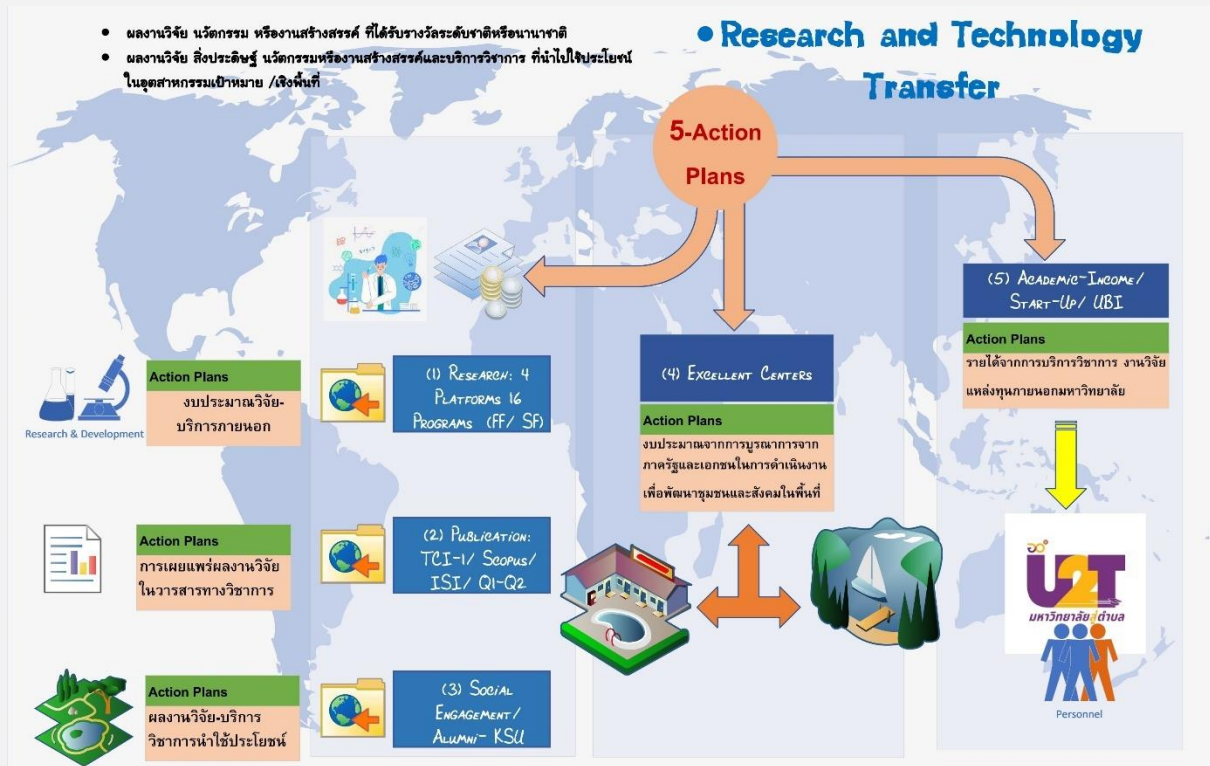 • ผลงานวิจัย นวัตกรรม หรืองานสร้างสรรค์ ที่ได้รับรางวัลระดับชาติหรือนานาชาติ
• ผลงานวิจัย สิ่งประดิษฐ์ นวัตกรรมหรืองานสร้างสรรค์และบริการวิชาการ ที่นำไปใช้ประโยชน์
ในอุตสาหกรรมเป้าหมาย /เชิงพื้นที่
• Research and Technology
Transfer
5-Action
Plans
Research & Development
Action Plans
งบประมาณวิจัย-
บริการภายนอก
(1) RESEARCH: 4
PLATFORMS 16
PROGRAMS (FF/ SF)
Action Plans
การเผยแพร่ผลงานวิจัย
ในวารสารทางวิชาการ
(2) PUBLICATION:
TCI-1/ SCOPUS/
ISI/ Q1-Q2
Action Plans
ผลงานวิจัย-บริการ
วิชาการนำใช้ประโยชน์
(3) SOCIAL
ENGAGEMENT/
ALUMNI- KSU
(4) EXCELLENT CENTERS
Action Plans
งบประมาณจากการบูรณาการจาก
ภาครัฐและเอกชนในการดำเนินงาน
เพื่อพัฒนาชุมชนและสังคมในพื้นที่
(5) ACADEMIC-INCOME/
START-UP/ UBI
Action Plans
รายได้จากการบริการวิชาการ งานวิจัย
แหล่งทุนภายนอกมหาวิทยาลัย
U2T
มหาวิทยาลัยสู่ตำบล
Personnel